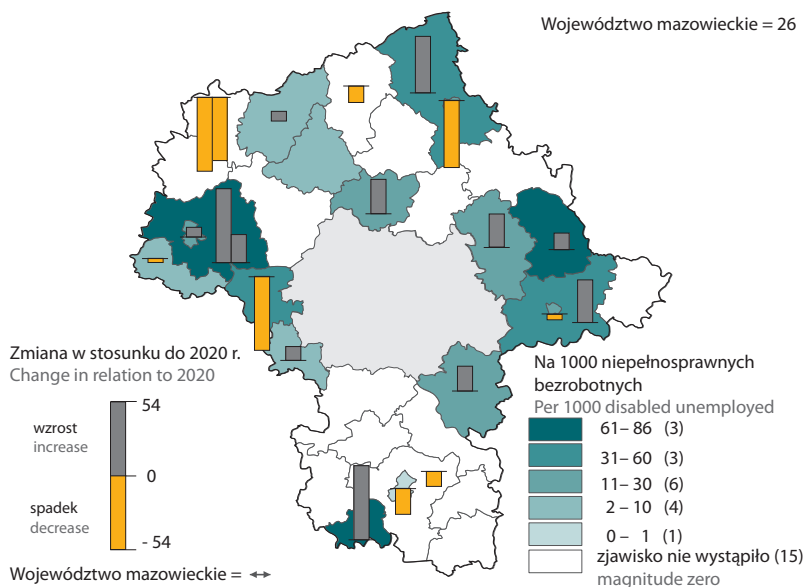 Województwo mazowieckie = 26
Zmiana w stosunku do 2020 r.
Change in relation to 2020
54
wzrost
increase
0
spadek
decrease
- 54
Województwo mazowieckie = ↔
Na 1000 niepełnosprawnych
bezrobotnych
Per 1000 disabled unemployed
61 – 86 (3)
31 – 60 (3)
11 – 30 (6)
2 – 10 (4)
0 – 1 (1)
zjawisko nie wystąpiło (15)
magnitude zero